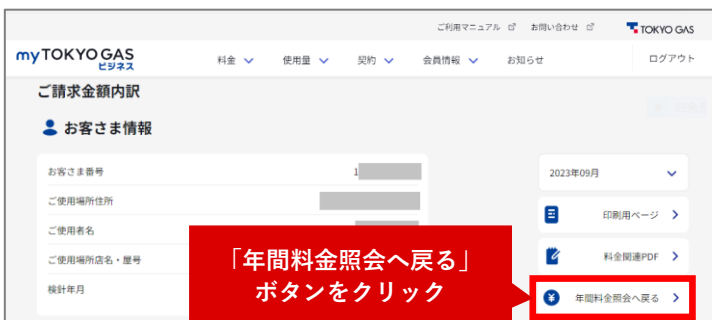 ご利用マニュアル お問い合わせ TOKYO GAS
myTOKYO GAS
ビジネス
料金 使用量 契約 会員情報 お知らせ ログアウト
ご請求金額内訳
お客さま情報
お客さま番号 1
ご使用場所住所
ご使用者名
ご使用場所店名・屋号
検針年月
2023年09月
印刷用ページ
料金関連PDF
年間料金照会へ戻る
「年間料金照会へ戻る」
ボタンをクリック